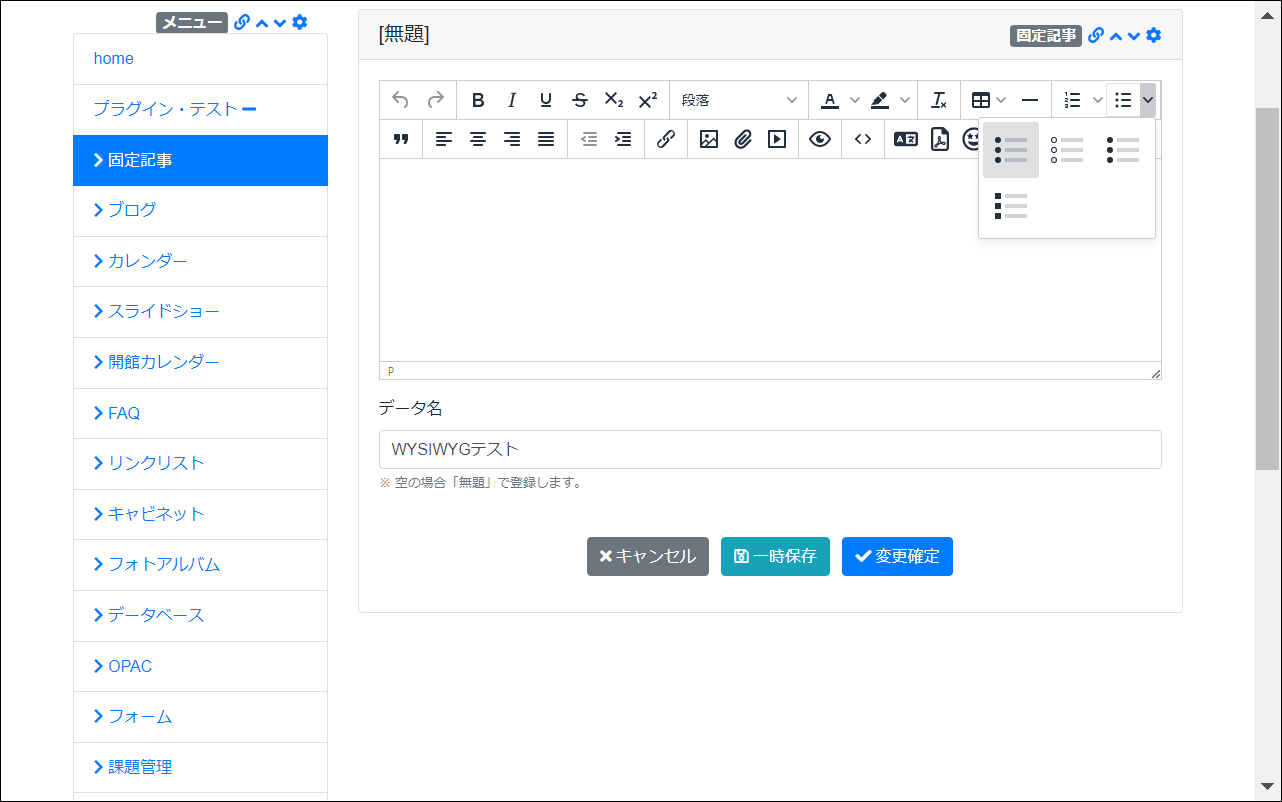 メニュー
home
プラグイン・テスト
固定記事
ブログ
カレンダー
スライドショー
開館カレンダー
FAQ
リンクリスト
キャビネット
フォトアルバム
データベース
OPAC
フォーム
課題管理
[無題]
固定記事
段落
P
データ名
WYSIWYGテスト
※ 空の場合「無題」で登録します。
キャンセル
一時保存
変更確定